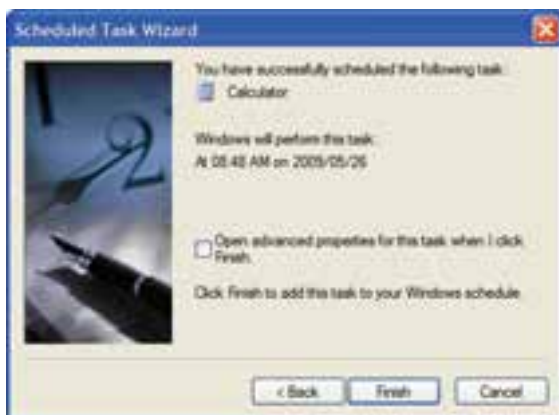 Scheduled Task Wizard
You have successfully scheduled the following task:
Calculator
Windows will perform this task:
At 08:48 AM on 2009/05/26
Open advanced properties for this task when I click
Finish.
Click Finish to add this task to your Windows schedule.
< Back
Finish
Cancel